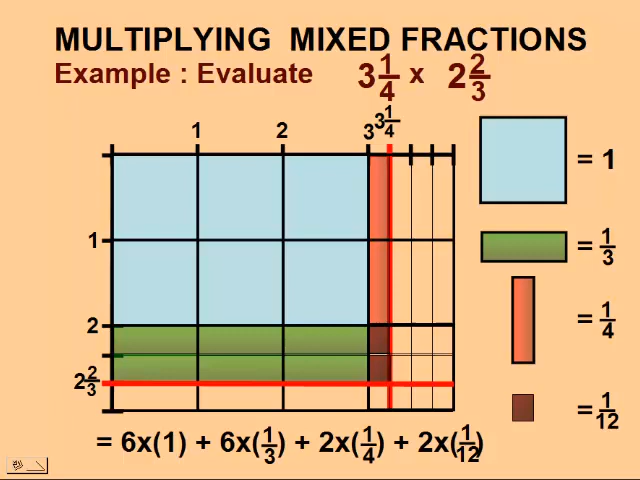 MULTIPLYING MIXED FRACTIONS
Example : Evaluate 3 1/4 x 2 2/3
1 2 3 3 1/4
= 1
1
= 1/3
2
= 1/4
2 2/3
= 1/12
= 6x(1) + 6x(1/3) + 2x(1/4) + 2x(1/12)